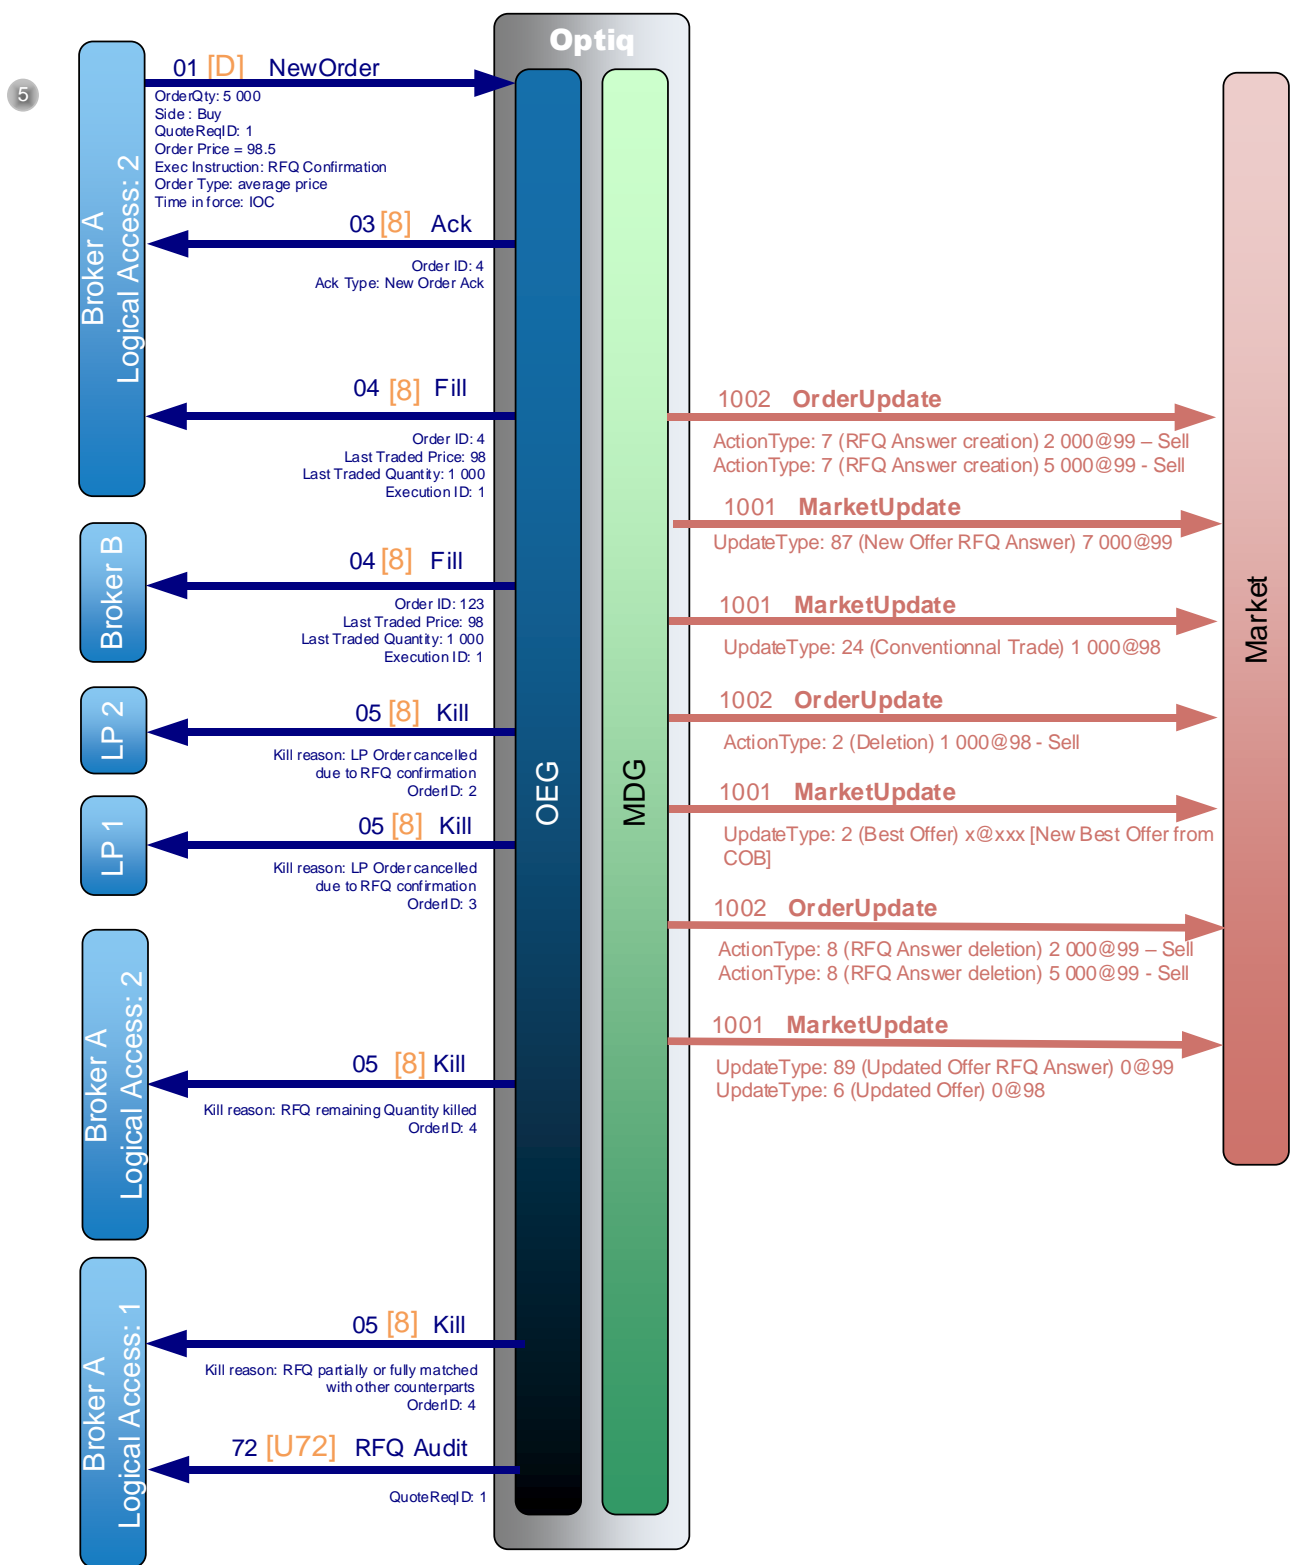 Optiq
5
01 [D] NewOrder
OrderQty: 5 000
Side : Buy
QuoteReqID: 1
Order Price = 98.5
Exec Instruction: RFQ Confirmation
Order Type: average price
Time in force: IOC
Broker A
Logical Access: 2
03 [8] Ack
Order ID: 4
Ack Type: New Order Ack
04 [8] Fill
Order ID: 4
Last Traded Price: 98
Last Traded Quantity: 1 000
Execution ID: 1
Broker B
04 [8] Fill
Order ID: 123
Last Traded Price: 98
Last Traded Quantity: 1 000
Execution ID: 1
LP 2
05 [8] Kill
Kill reason: LP Order cancelled
due to RFQ confirmation
OrderID: 2
LP 1
05 [8] Kill
Kill reason: LP Order cancelled
due to RFQ confirmation
OrderID: 3
Broker A
Logical Access: 2
05 [8] Kill
Kill reason: RFQ remaining Quantity killed
OrderID: 4
Broker A
Logical Access: 1
05 [8] Kill
Kill reason: RFQ partially or fully matched
with other counterparts
OrderID: 4
72 [U72] RFQ Audit
QuoteReqID: 1
OEG
MDG
1002 OrderUpdate
ActionType: 7 (RFQ Answer creation) 2 000@99 – Sell
ActionType: 7 (RFQ Answer creation) 5 000@99 - Sell
1001 MarketUpdate
UpdateType: 87 (New Offer RFQ Answer) 7 000@99
1001 MarketUpdate
UpdateType: 24 (Conventionnal Trade) 1 000@98
1002 OrderUpdate
ActionType: 2 (Deletion) 1 000@98 - Sell
1001 MarketUpdate
UpdateType: 2 (Best Offer) x@xxx [New Best Offer from
COB]
1002 OrderUpdate
ActionType: 8 (RFQ Answer deletion) 2 000@99 – Sell
ActionType: 8 (RFQ Answer deletion) 5 000@99 - Sell
1001 MarketUpdate
UpdateType: 89 (Updated Offer RFQ Answer) 0@99
UpdateType: 6 (Updated Offer) 0@98
Market